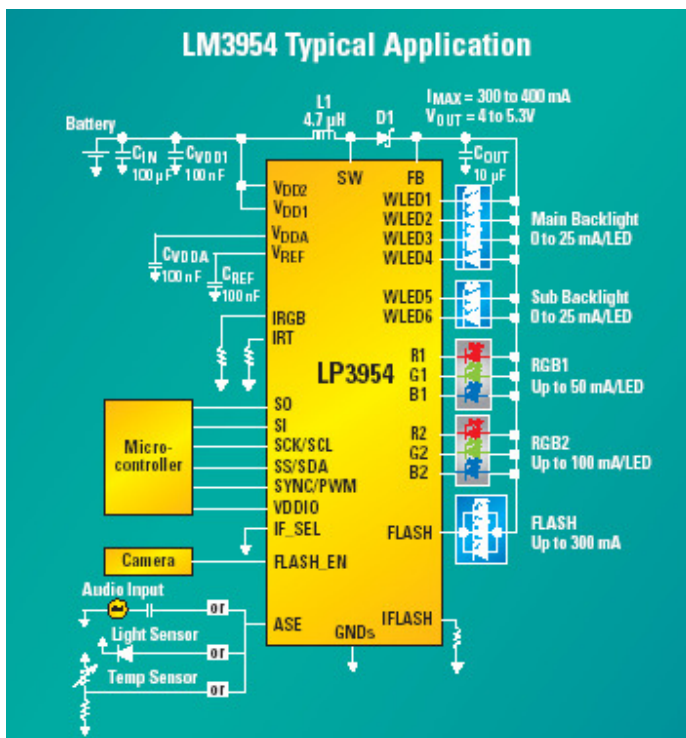 LM3954 Typical Application
IMAX = 300 to 400 mA
VOUT = 4 to 5.3V
L1
4.7 µH
D1
Battery
CIN
100 µF
CVDD1
100 nF
COUT
10 µF
SW
FB
VDD2
VDD1
VDDA
VREF
CVDDA
100 nF
CREF
100 nF
IRGB
IRT
LP3954
WLED1
WLED2
WLED3
WLED4
Main Backlight
0 to 25 mA/LED
WLED5
WLED6
Sub Backlight
0 to 25 mA/LED
R1
G1
B1
RGB1
Up to 50 mA/LED
R2
G2
B2
RGB2
Up to 100 mA/LED
FLASH
FLASH
Up to 300 mA
Micro-
controller
SO
SI
SCK/SCL
SS/SDA
SYNC/PWM
VDDIO
IF_SEL
Camera
FLASH_EN
Audio Input
or
Light Sensor
or
Temp Sensor
or
ASE
GNDs
IFLASH